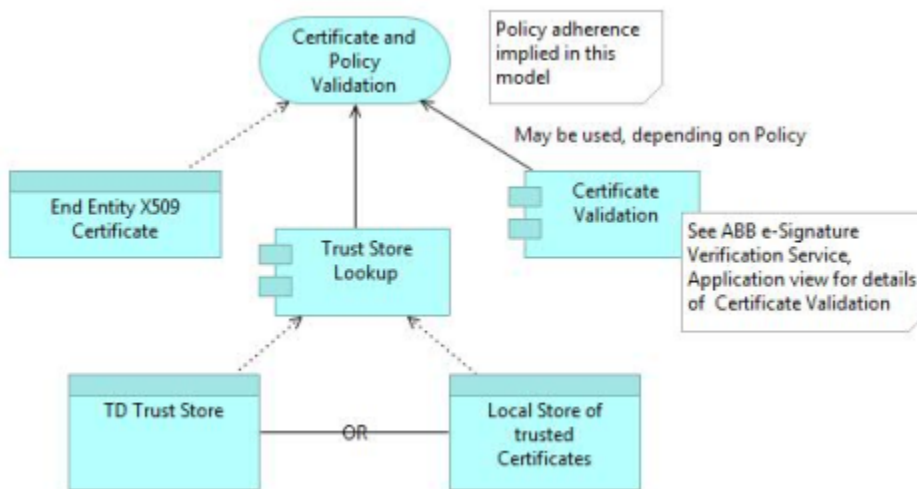 Certificate and
Policy
Validation
Policy adherence
implied in this
model
May be used, depending on Policy
End Entity X509
Certificate
Certificate
Validation
Trust Store
Lookup
See ABB e-Signature
Verification Service,
Application view for details
of Certificate Validation
TD Trust Store
OR
Local Store of
trusted
Certificates